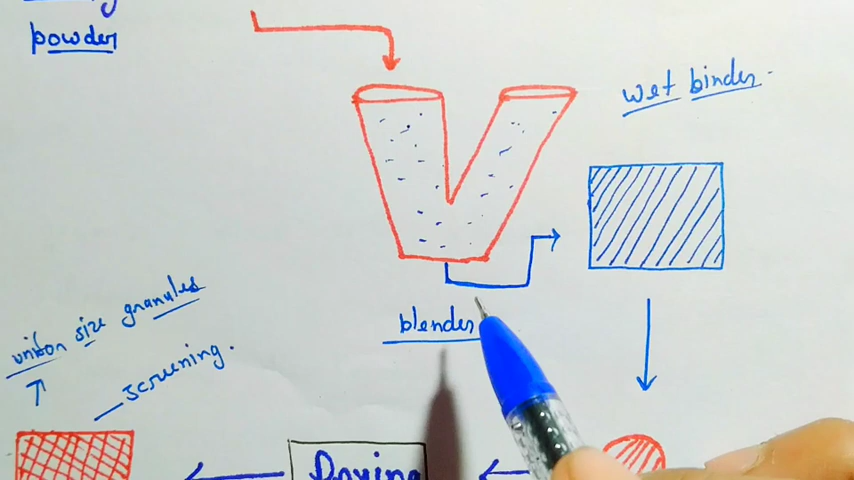 powder
wet binder
blender
uniform size granules
screening.
Drying